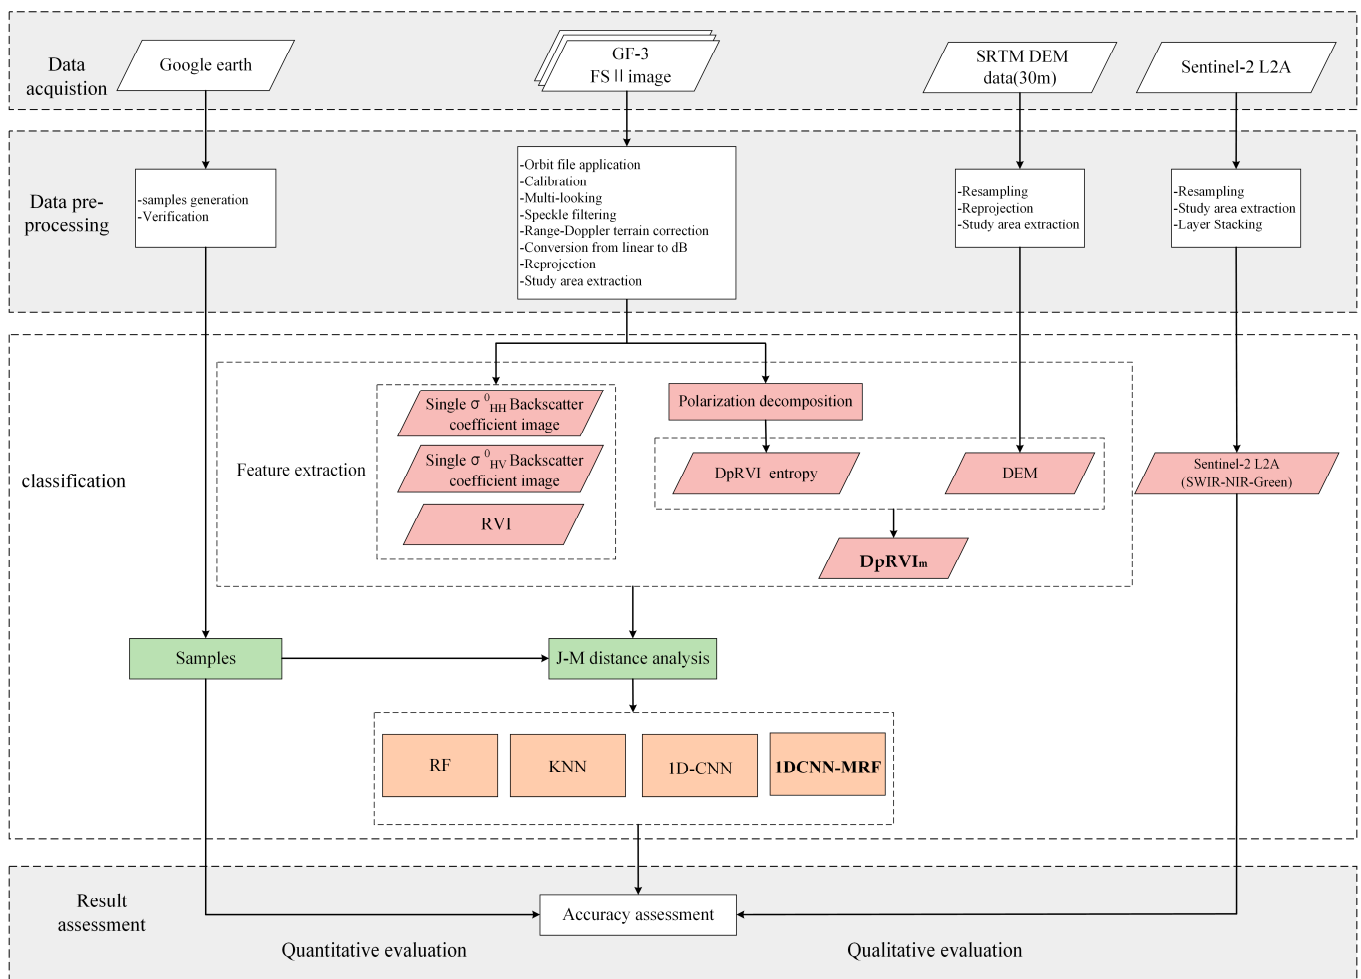 Data
acquistion
Google earth
GF-3
FSⅡimage
SRTM DEM
data(30m)
Sentinel-2 L2A
Data pre-
processing
-samples generation
-Verification
-Orbit file application
-Calibration
-Multi-looking
-Speckle filtering
-Range-Doppler terrain correction
-Conversion from linear to dB
-Reprojection
-Study area extraction
-Resampling
-Reprojection
-Study area extraction
-Resampling
-Study area extraction
-Layer Stacking
classification
Feature extraction
Single σ⁰HH Backscatter
coefficient image
Single σ⁰HV Backscatter
coefficient image
RVI
Polarization decomposition
DpRVI entropy
DEM
DpRVIm
Sentinel-2 L2A
(SWIR-NIR-Green)
Samples
J-M distance analysis
RF
KNN
1D-CNN
1DCNN-MRF
Result
assessment
Accuracy assessment
Quantitative evaluation
Qualitative evaluation